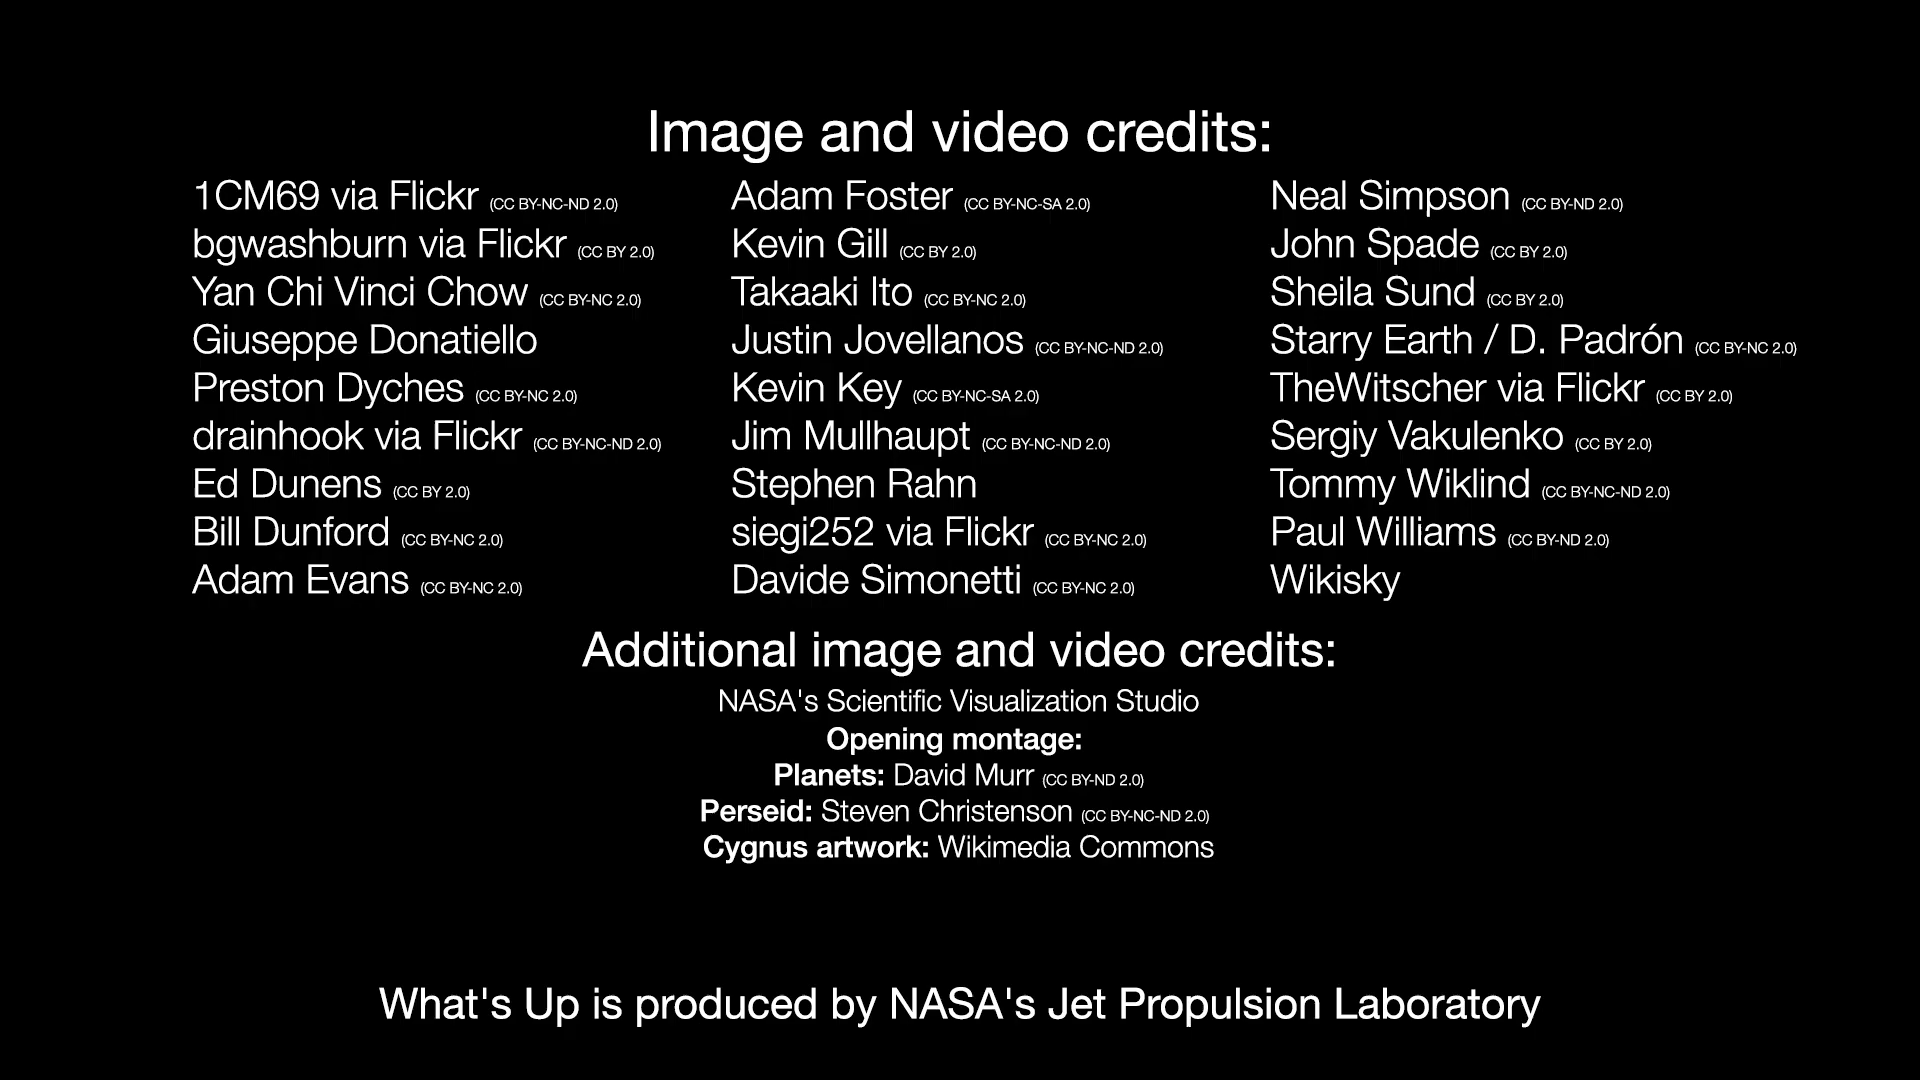 Image and video credits:
1CM69 via Flickr (CC BY-NC-ND 2.0)
bgwashburn via Flickr (CC BY 2.0)
Yan Chi Vinci Chow (CC BY-NC 2.0)
Giuseppe Donatiello
Preston Dyches (CC BY-NC 2.0)
drainhook via Flickr (CC BY-NC-ND 2.0)
Ed Dunens (CC BY 2.0)
Bill Dunford (CC BY-NC 2.0)
Adam Evans (CC BY-NC 2.0)
Adam Foster (CC BY-NC-SA 2.0)
Kevin Gill (CC BY 2.0)
Takaaki Ito (CC BY-NC 2.0)
Justin Jovellanos (CC BY-NC-ND 2.0)
Kevin Key (CC BY-NC-SA 2.0)
Jim Mullhaupt (CC BY-NC-ND 2.0)
Stephen Rahn
siegi252 via Flickr (CC BY-NC 2.0)
Davide Simonetti (CC BY-NC 2.0)
Neal Simpson (CC BY-ND 2.0)
John Spade (CC BY 2.0)
Sheila Sund (CC BY 2.0)
Starry Earth / D. Padrón (CC BY-NC 2.0)
TheWitscher via Flickr (CC BY 2.0)
Sergiy Vakulenko (CC BY 2.0)
Tommy Wiklind (CC BY-NC-ND 2.0)
Paul Williams (CC BY-ND 2.0)
Wikisky
Additional image and video credits:
NASA's Scientific Visualization Studio
Opening montage:
Planets: David Murr (CC BY-ND 2.0)
Perseid: Steven Christenson (CC BY-NC-ND 2.0)
Cygnus artwork: Wikimedia Commons
What's Up is produced by NASA's Jet Propulsion Laboratory